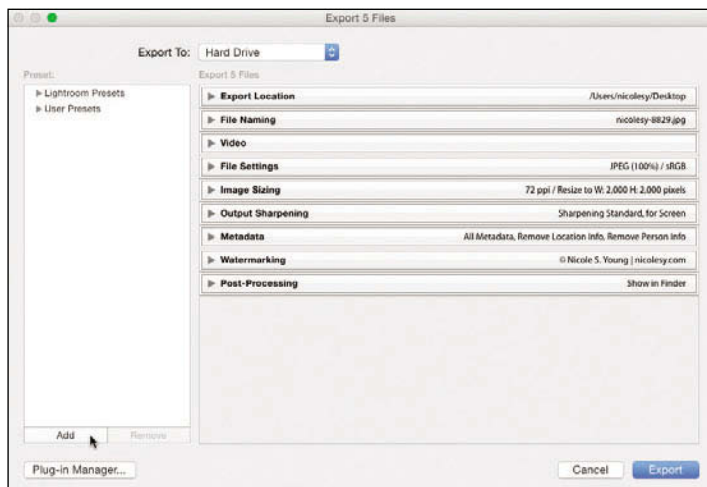 Export 5 Files
Export To: Hard Drive
Preset:
Lightroom Presets
User Presets
Add Remove
Export 5 Files
Export Location /Users/nicolesy/Desktop
File Naming nicolesy-8829.jpg
Video
File Settings JPEG (100%) / sRGB
Image Sizing 72 ppi / Resize to W: 2,000 H: 2,000 pixels
Output Sharpening Sharpening Standard, for Screen
Metadata All Metadata, Remove Location Info, Remove Person Info
Watermarking © Nicole S. Young | nicolesy.com
Post-Processing Show in Finder
Plug-in Manager... Cancel Export